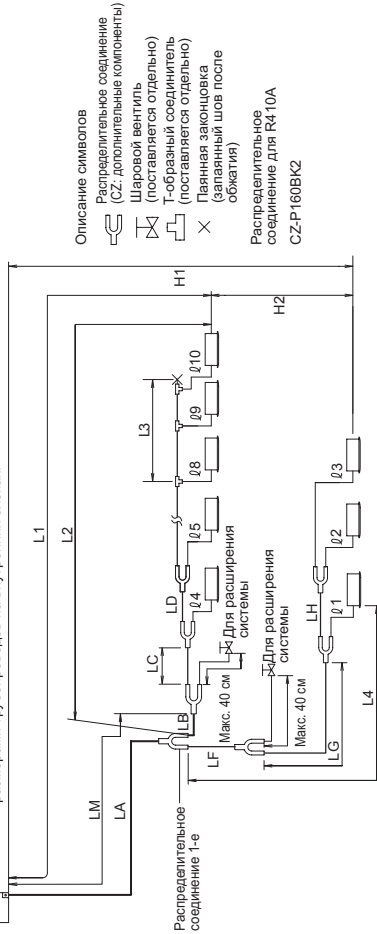 H1
L1
L2
L3
LM
LA
LB
LC
LD
ℓ4
ℓ5
ℓ8
ℓ9
ℓ10
Для расширения
системы
Макс. 40 см
H2
LF
Для расширения
системы
Макс. 40 см
LG
LH
ℓ1
ℓ2
ℓ3
L4
Распределительное
соединение 1-е
Описание символов
Распределительное соединение
(CZ: дополнительные компоненты)
Шаровой вентиль
(поставляется отдельно)
Т-образный соединитель
(поставляется отдельно)
Паянная законцовка
(запаянный шов после
обжатия)
Распределительное
соединение для R410A
CZ-P160BK2